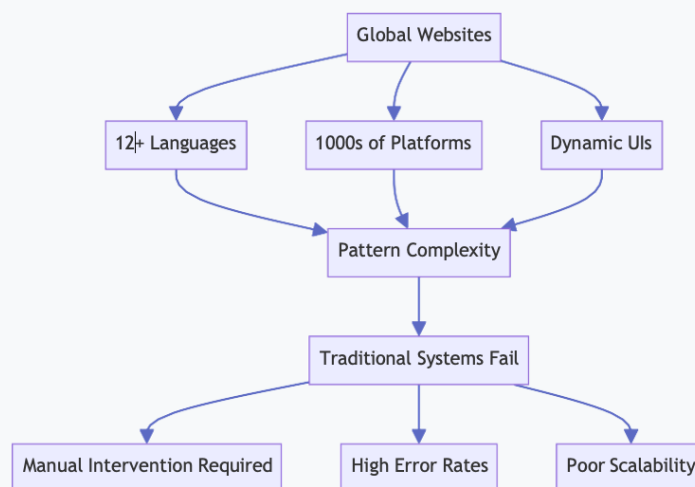 Global Websites
12+ Languages
1000s of Platforms
Dynamic UIs
Pattern Complexity
Traditional Systems Fail
Manual Intervention Required
High Error Rates
Poor Scalability